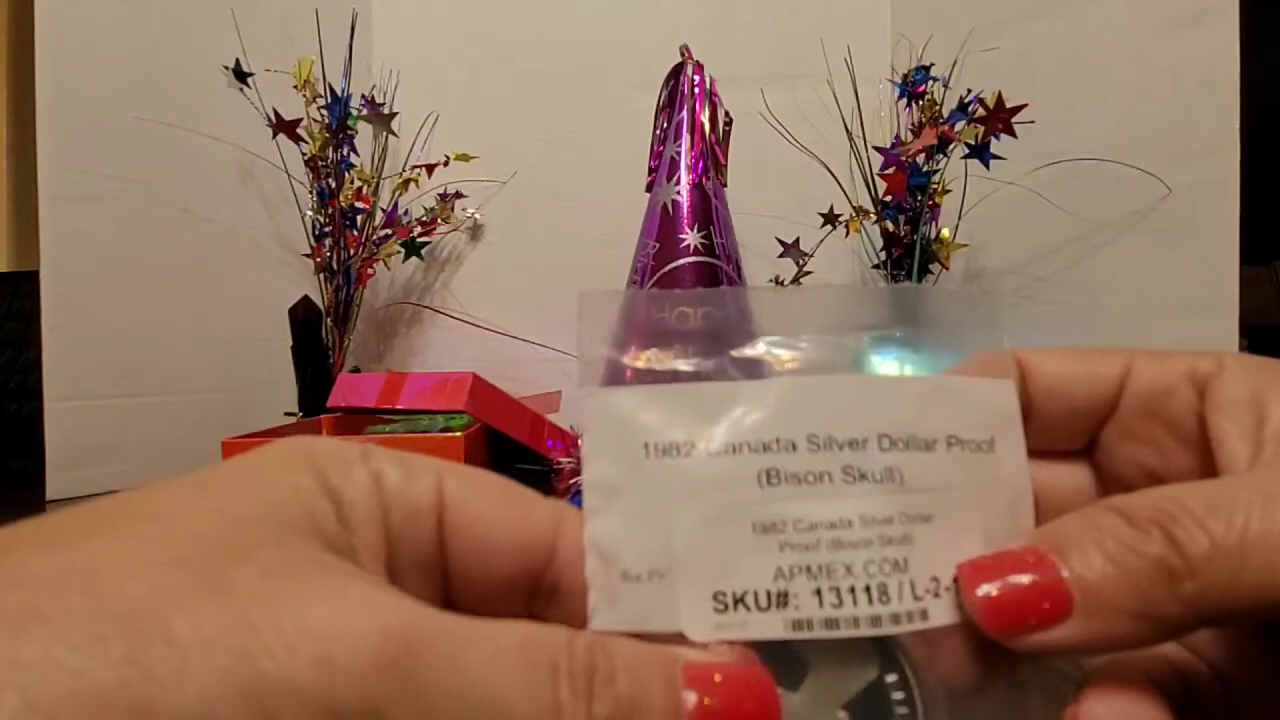 Hap
1982 Canada Silver Dollar Proof
(Bison Skull)
1982 Canada Silver Dollar
Proof (Bison Skull)
APMEX.COM
SKU#: 13118 / L-2-